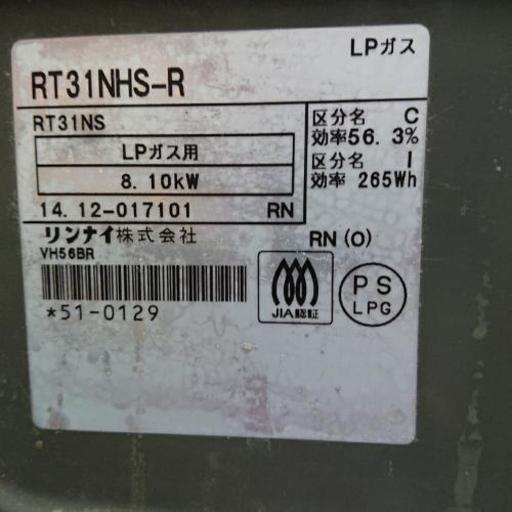 LPガス
RT31NHS-R
RT31NS
LPガス用
8.10kW
14.12-017101 RN
区分名 C
効率56.3%
区分名 I
効率 265Wh
リンナイ株式会社
RN(O)
VH56BR
*51-0129
JIA認証
PS
LPG